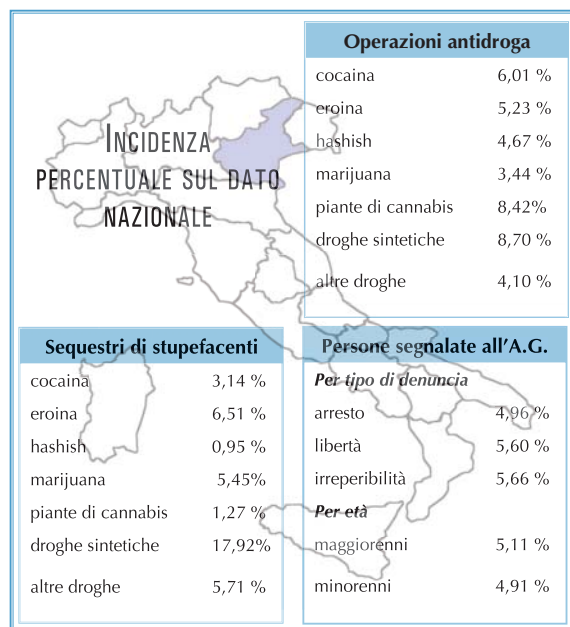 INCIDENZA
PERCENTUALE SUL DATO
NAZIONALE
Operazioni antidroga
cocaina 6,01 %
eroina 5,23 %
hashish 4,67 %
marijuana 3,44 %
piante di cannabis 8,42%
droghe sintetiche 8,70 %
altre droghe 4,10 %
Sequestri di stupefacenti
cocaina 3,14 %
eroina 6,51 %
hashish 0,95 %
marijuana 5,45%
piante di cannabis 1,27 %
droghe sintetiche 17,92%
altre droghe 5,71 %
Persone segnalate all'A.G.
Per tipo di denuncia
arresto 4,96 %
libertà 5,60 %
irreperibilità 5,66 %
Per età
maggiorenni 5,11 %
minorenni 4,91 %